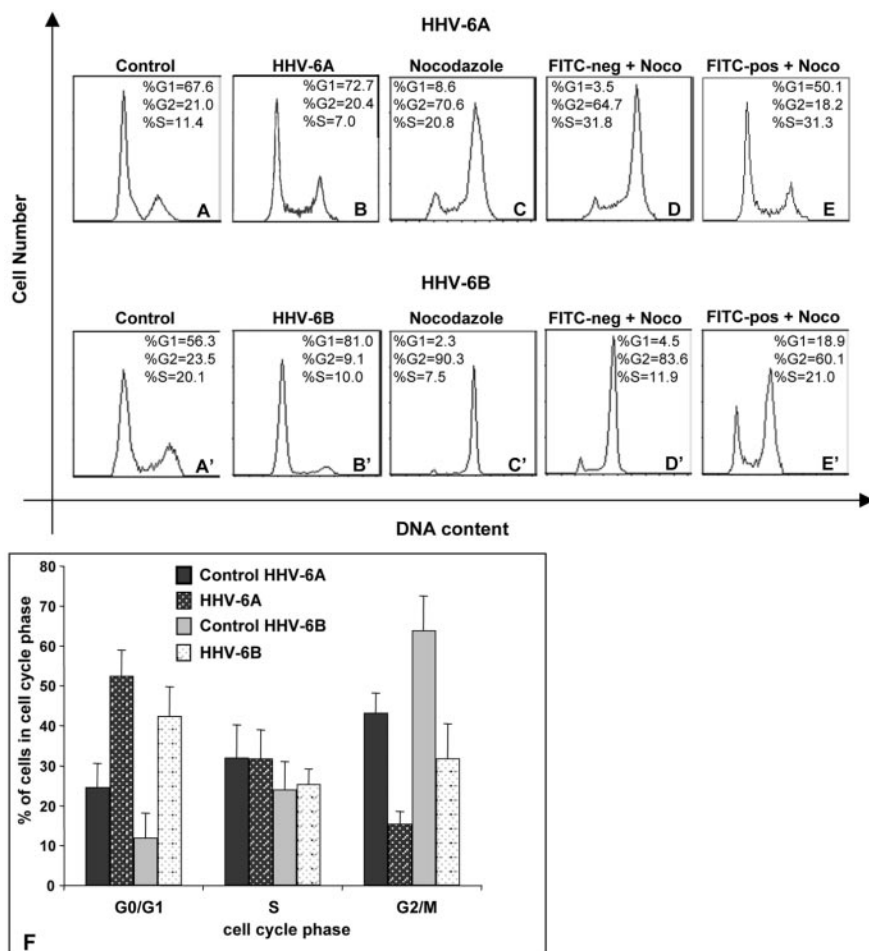 HHV-6A
Control
HHV-6A
Nocodazole
FITC-neg + Noco
FITC-pos + Noco
%G1=67.6
%G2=21.0
%S=11.4
A
%G1=72.7
%G2=20.4
%S=7.0
B
%G1=8.6
%G2=70.6
%S=20.8
C
%G1=3.5
%G2=64.7
%S=31.8
D
%G1=50.1
%G2=18.2
%S=31.3
E
Cell Number
HHV-6B
Control
HHV-6B
Nocodazole
FITC-neg + Noco
FITC-pos + Noco
%G1=56.3
%G2=23.5
%S=20.1
A'
%G1=81.0
%G2=9.1
%S=10.0
B'
%G1=2.3
%G2=90.3
%S=7.5
C'
%G1=4.5
%G2=83.6
%S=11.9
D'
%G1=18.9
%G2=60.1
%S=21.0
E'
DNA content
% of cells in cell cycle phase
80
70
60
50
40
30
20
10
0
Control HHV-6A
HHV-6A
Control HHV-6B
HHV-6B
G0/G1
S
G2/M
cell cycle phase
F